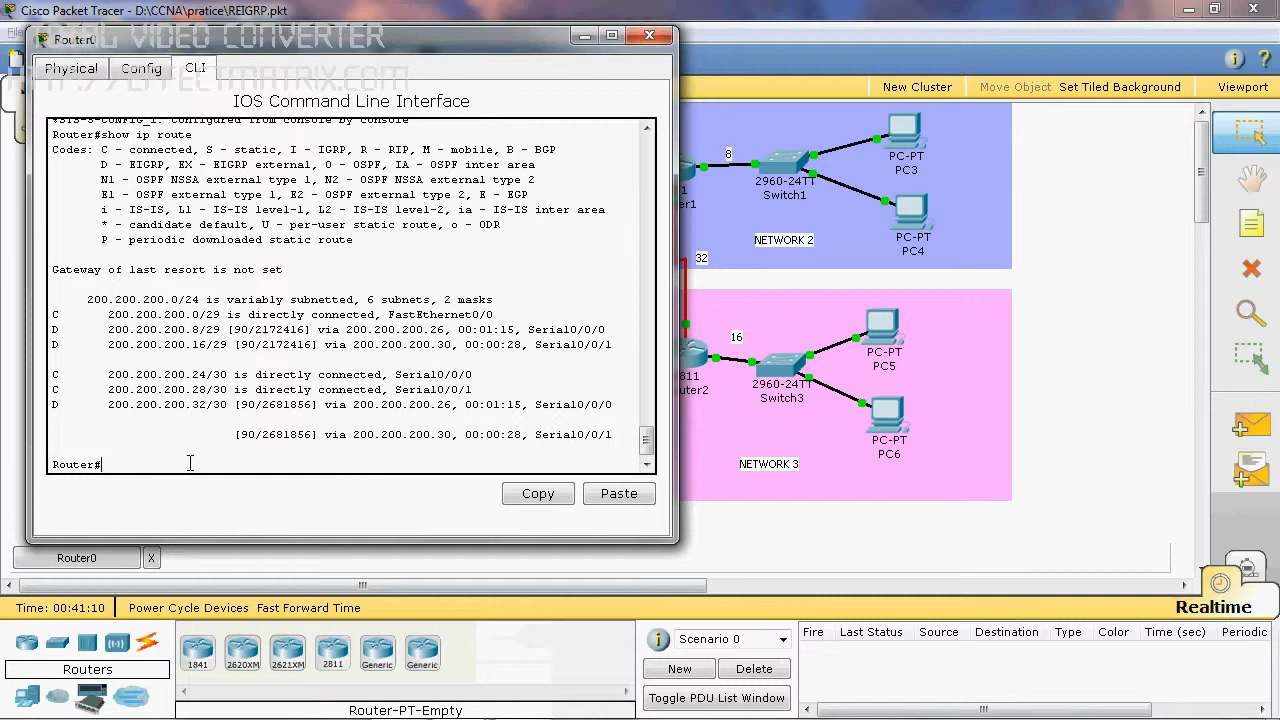 Cisco Packet Tracer - D:\CCNA\pratice\REIGRP.pkt
Router0
VIDEO CONVERTER
Physical
Config
CLI
New Cluster
Move Object
Set Tiled Background
Viewport
IOS Command Line Interface
%SYS-5-CONFIG_I: Configured from console by console
Router#show ip route
Codes: C - connected, S - static, I - IGRP, R - RIP, M - mobile, B - BGP
D - EIGRP, EX - EIGRP external, O - OSPF, IA - OSPF inter area
N1 - OSPF NSSA external type 1, N2 - OSPF NSSA external type 2
E1 - OSPF external type 1, E2 - OSPF external type 2, E - EGP
i - IS-IS, L1 - IS-IS level-1, L2 - IS-IS level-2, ia - IS-IS inter area
* - candidate default, U - per-user static route, o - ODR
P - periodic downloaded static route
Gateway of last resort is not set
200.200.200.0/24 is variably subnetted, 6 subnets, 2 masks
C 200.200.200.0/29 is directly connected, FastEthernet0/0
D 200.200.200.8/29 [90/2172416] via 200.200.200.26, 00:01:15, Serial0/0/0
D 200.200.200.16/29 [90/2172416] via 200.200.200.30, 00:00:28, Serial0/0/1
C 200.200.200.24/30 is directly connected, Serial0/0/0
C 200.200.200.28/30 is directly connected, Serial0/0/1
D 200.200.200.32/30 [90/2681856] via 200.200.200.26, 00:01:15, Serial0/0/0
[90/2681856] via 200.200.200.30, 00:00:28, Serial0/0/1
Router#
Copy
Paste
Router0
X
8
2960-24TT
Switch1
PC-PT
PC3
PC-PT
PC4
NETWORK 2
32
16
811
uter2
2960-24TT
Switch3
PC-PT
PC5
PC-PT
PC6
NETWORK 3
Time: 00:41:10
Power Cycle Devices
Fast Forward Time
Realtime
Routers
1841
2620XM
2621XM
2811
Generic
Generic
Router-PT-Empty
Scenario 0
New
Delete
Toggle PDU List Window
Fire
Last Status
Source
Destination
Type
Color
Time (sec)
Periodic